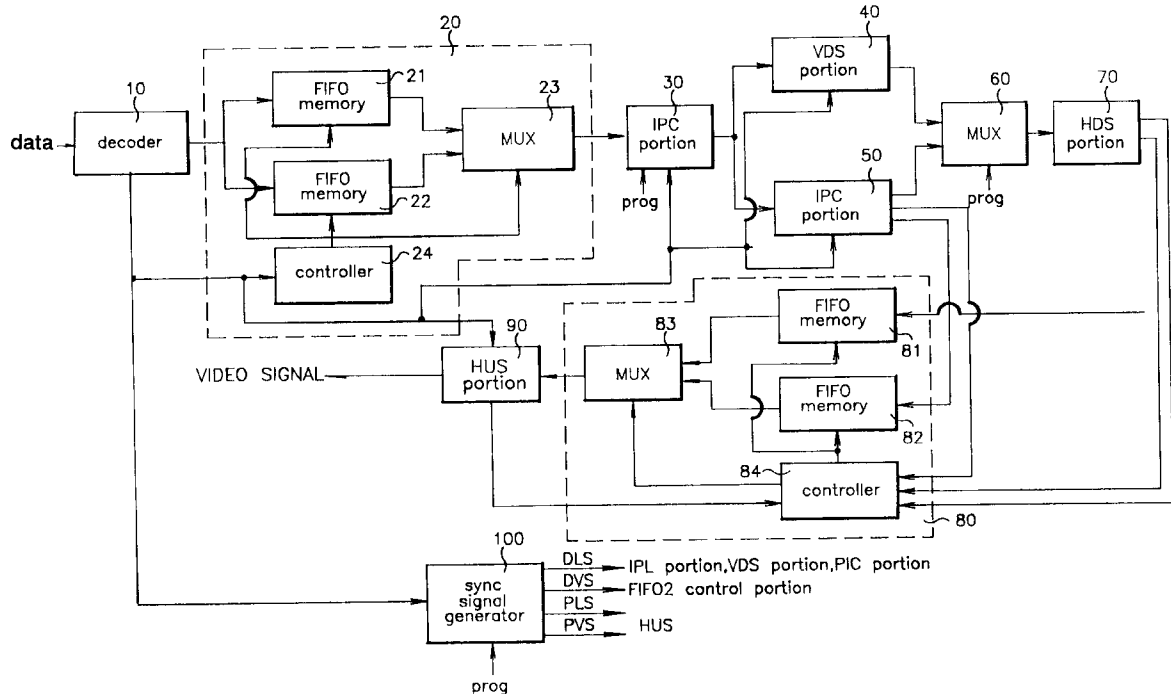 20
40
VDS
portion
21
FIFO
memory
23
MUX
10
decoder
data
30
IPC
portion
prog
60
MUX
prog
70
HDS
portion
FIFO
memory
22
50
IPC
portion
24
controller
FIFO
memory
81
83
MUX
90
HUS
portion
VIDEO SIGNAL
FIFO
memory
82
84
controller
80
100
sync
signal
generator
prog
DLS
IPL portion,VDS portion,PIC portion
DVS
FIFO2 control portion
PLS
PVS
HUS